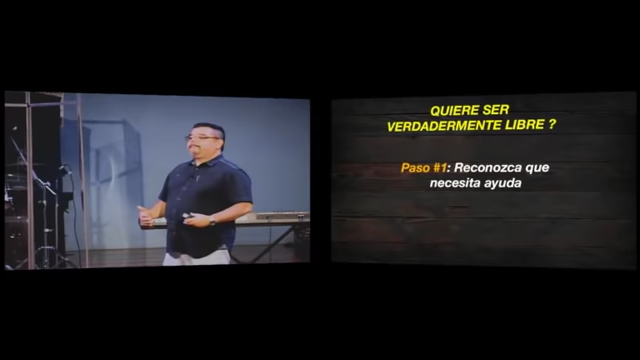 QUIERE SER
VERDADERMENTE LIBRE ?
Paso #1: Reconozca que
necesita ayuda